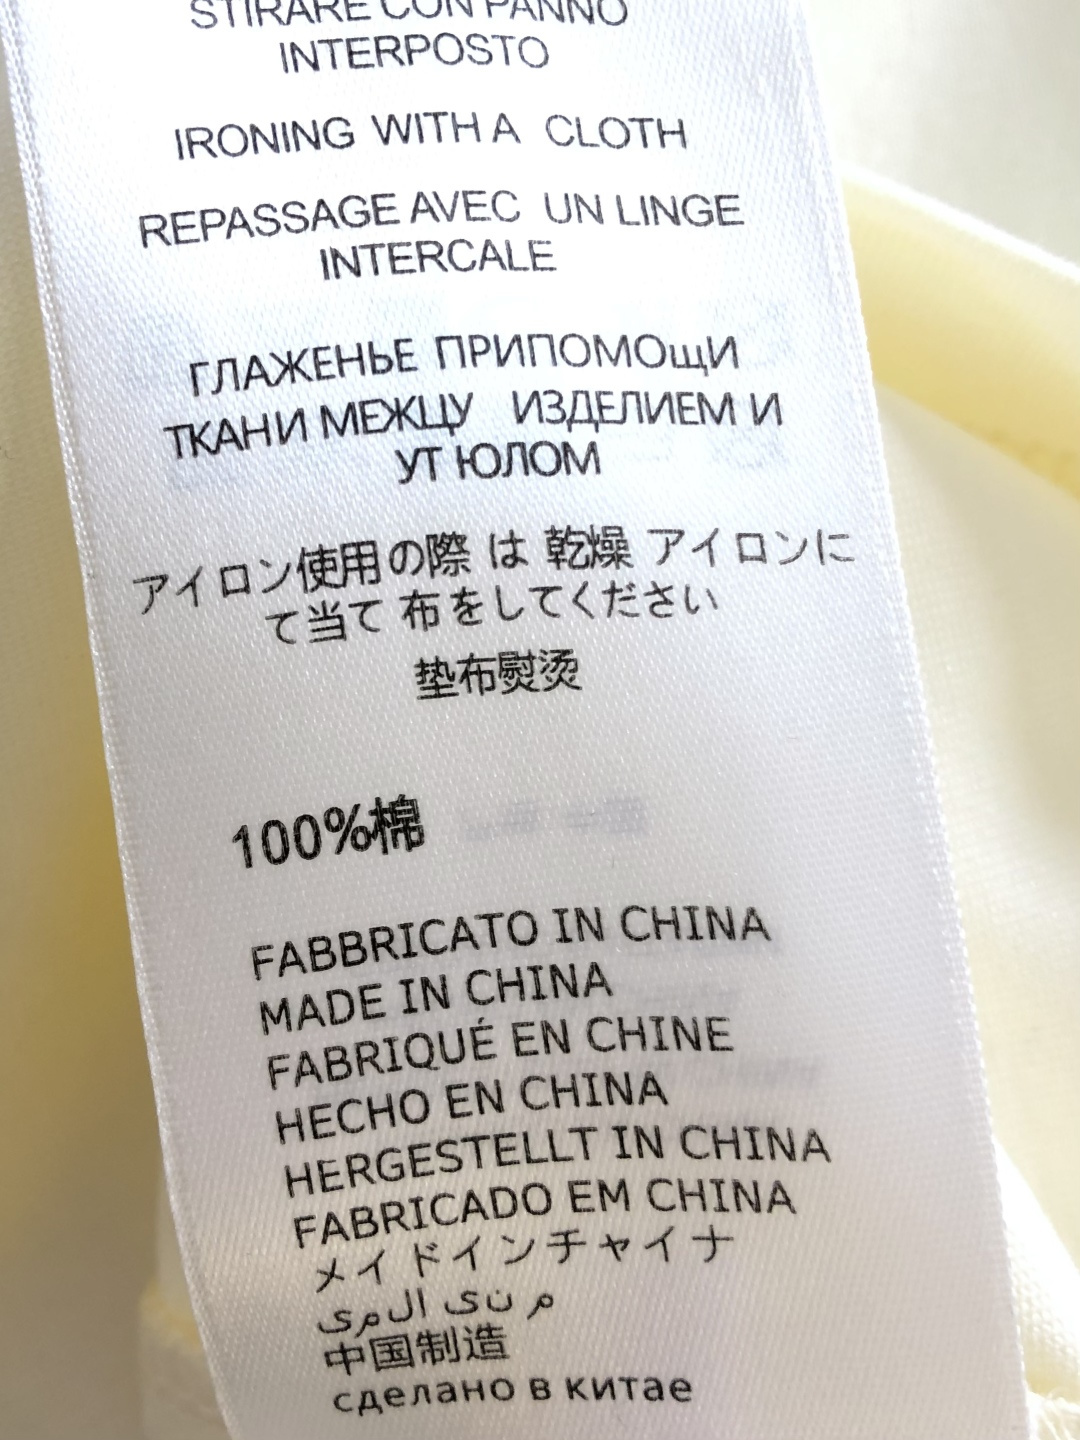 STIRARE CON PANNO
INTERPOSTO
IRONING WITH A CLOTH
REPASSAGE AVEC UN LINGE
INTERCALE
ГЛАЖЕНЬЕ ПРИПОМОщИ
ТКАНИ МЕЖЦУ ИЗДЕЛИЕМ И
УТ ЮЛОМ
アイロン使用の際 は 乾燥 アイロンに
て当て 布をしてください
垫布熨烫
100%棉
FABBRICATO IN CHINA
MADE IN CHINA
FABRIQUÉ EN CHINE
HECHO EN CHINA
HERGESTELLT IN CHINA
FABRICADO EM CHINA
メイドインチャイナ
م نى المى
中国制造
сделано в китае